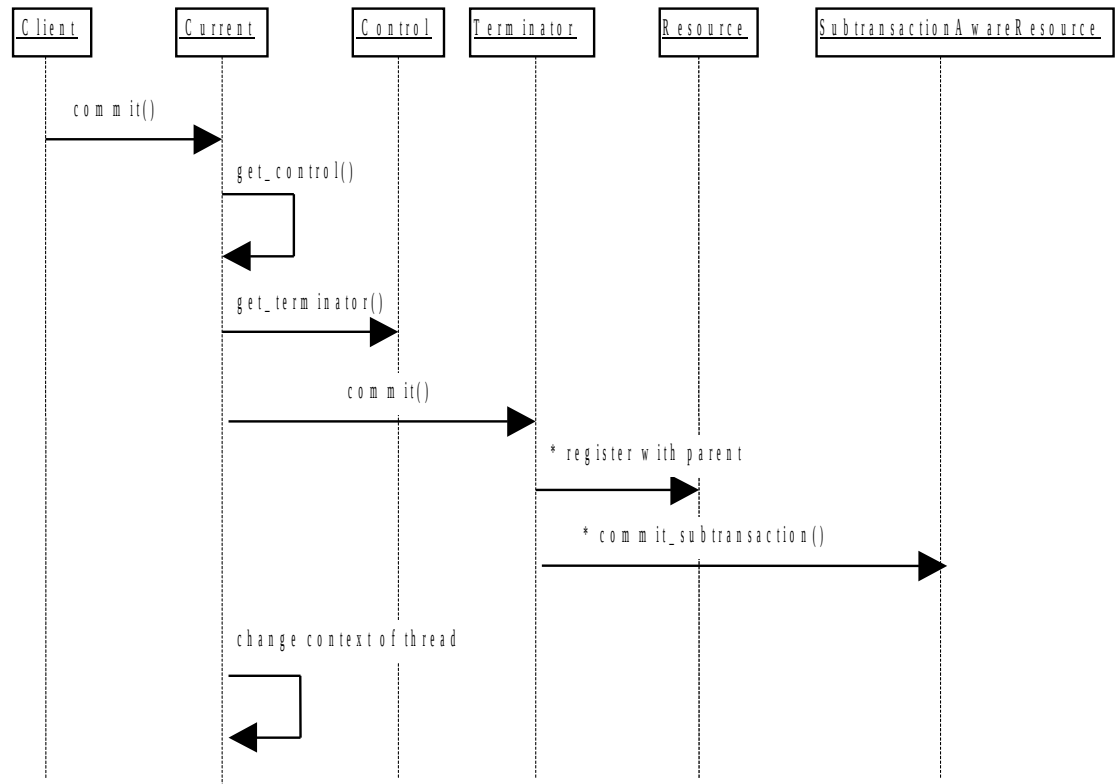 Client
Current
Control
Terminator
Resource
SubtransactionAwareResource
commit()
get_control()
get_terminator()
commit()
* register with parent
* commit_subtransaction()
change context of thread